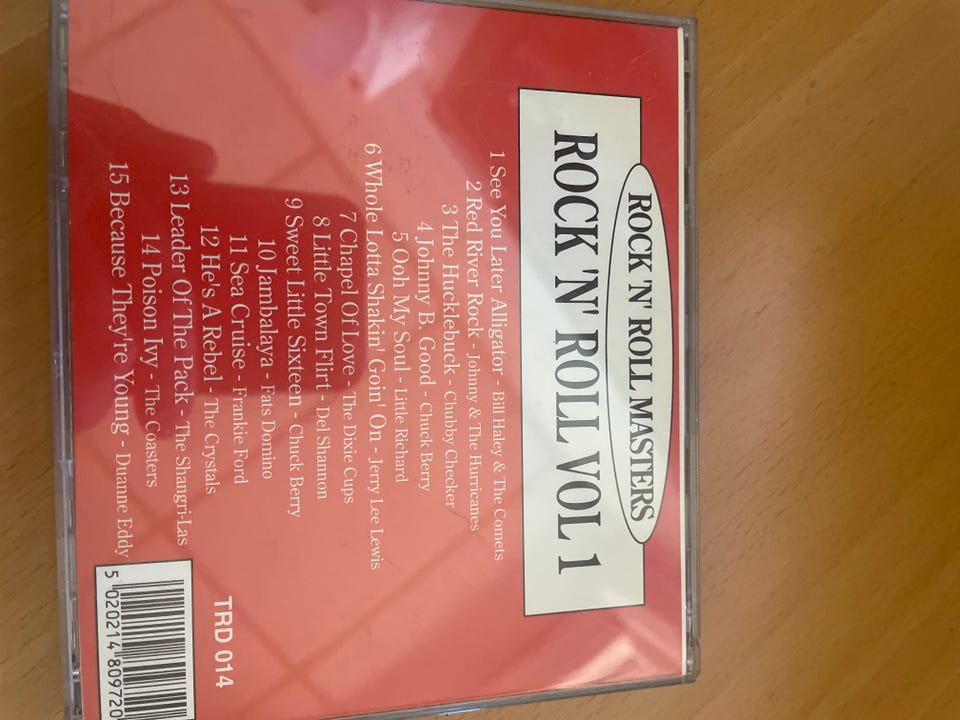 ROCK 'N' ROLL MASTERS
ROCK 'N' ROLL VOL 1
1 See You Later Alligator - Bill Haley & The Comets
2 Red River Rock - Johnny & The Hurricanes
3 The Hucklebuck - Chubby Checker
4 Johnny B. Good - Chuck Berry
5 Ooh My Soul - Little Richard
6 Whole Lotta Shakin' Goin' On - Jerry Lee Lewis
7 Chapel Of Love - The Dixie Cups
8 Little Town Flirt - Del Shannon
9 Sweet Little Sixteen - Chuck Berry
10 Jambalaya - Fats Domino
11 Sea Cruise - Frankie Ford
12 He's A Rebel - The Crystals
13 Leader Of The Pack - The Shangri-Las
14 Poison Ivy - The Coasters
15 Because They're Young - Duanne Eddy
TRD 014
5 020214 809720